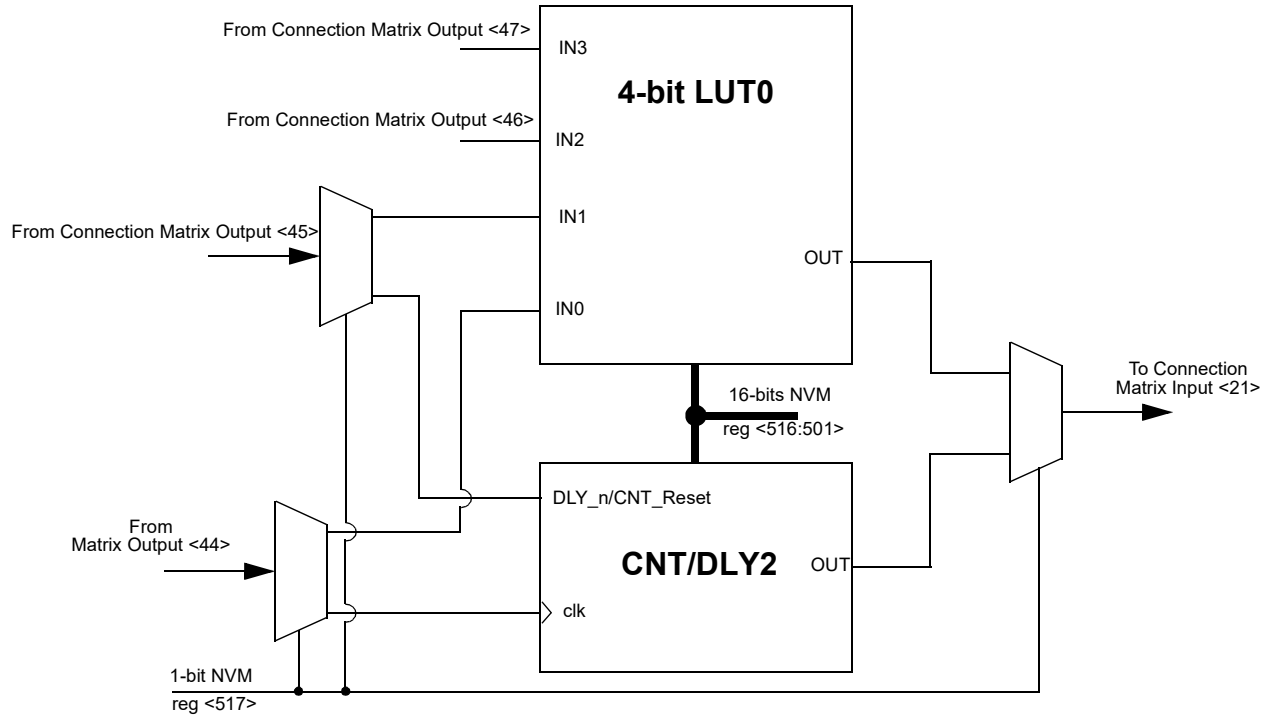 From Connection Matrix Output <47>
IN3
4-bit LUT0
From Connection Matrix Output <46>
IN2
IN1
From Connection Matrix Output <45>
OUT
IN0
To Connection
Matrix Input <21>
16-bits NVM
reg <516:501>
DLY_n/CNT_Reset
From
Matrix Output <44>
CNT/DLY2
OUT
clk
1-bit NVM
reg <517>